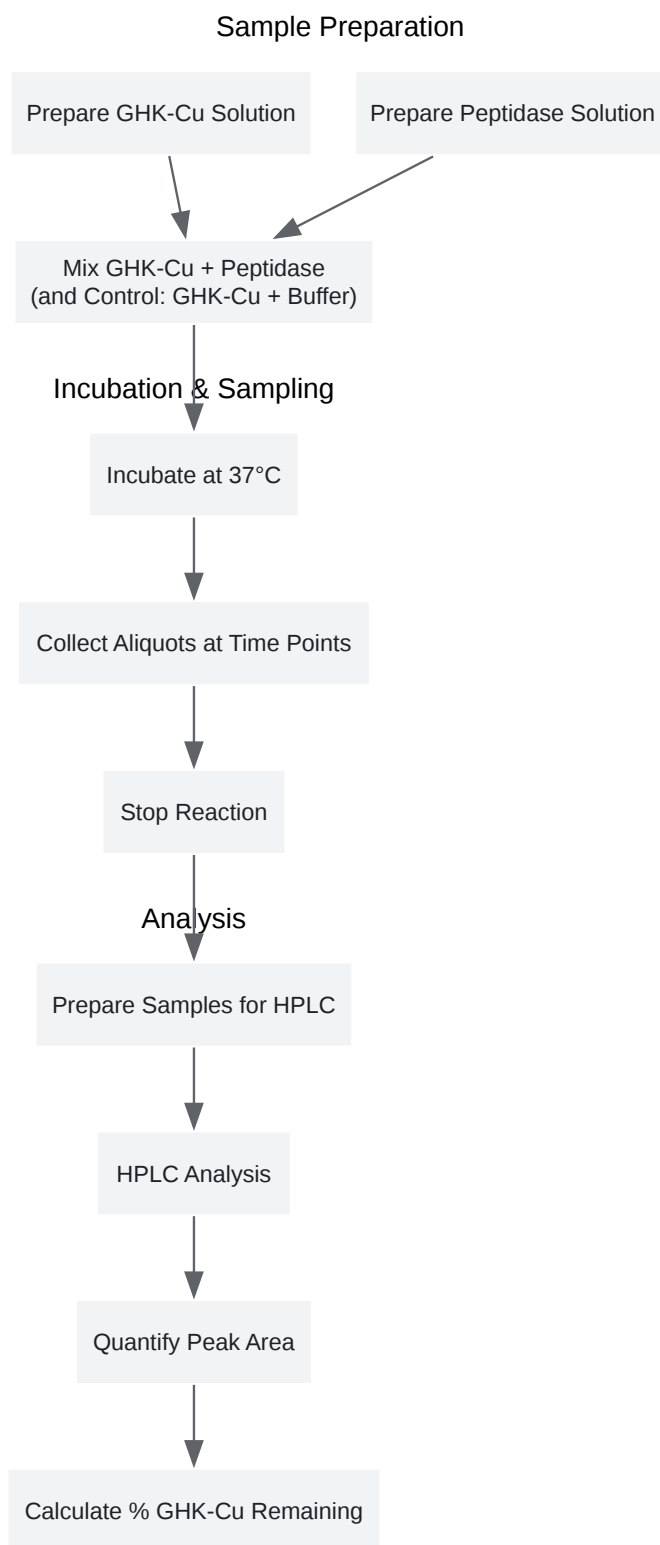 Sample Preparation
Prepare GHK-Cu Solution
Prepare Peptidase Solution
Mix GHK-Cu + Peptidase
(and Control: GHK-Cu + Buffer)
Incubation & Sampling
Incubate at 37°C
Collect Aliquots at Time Points
Stop Reaction
Analysis
Prepare Samples for HPLC
HPLC Analysis
Quantify Peak Area
Calculate % GHK-Cu Remaining